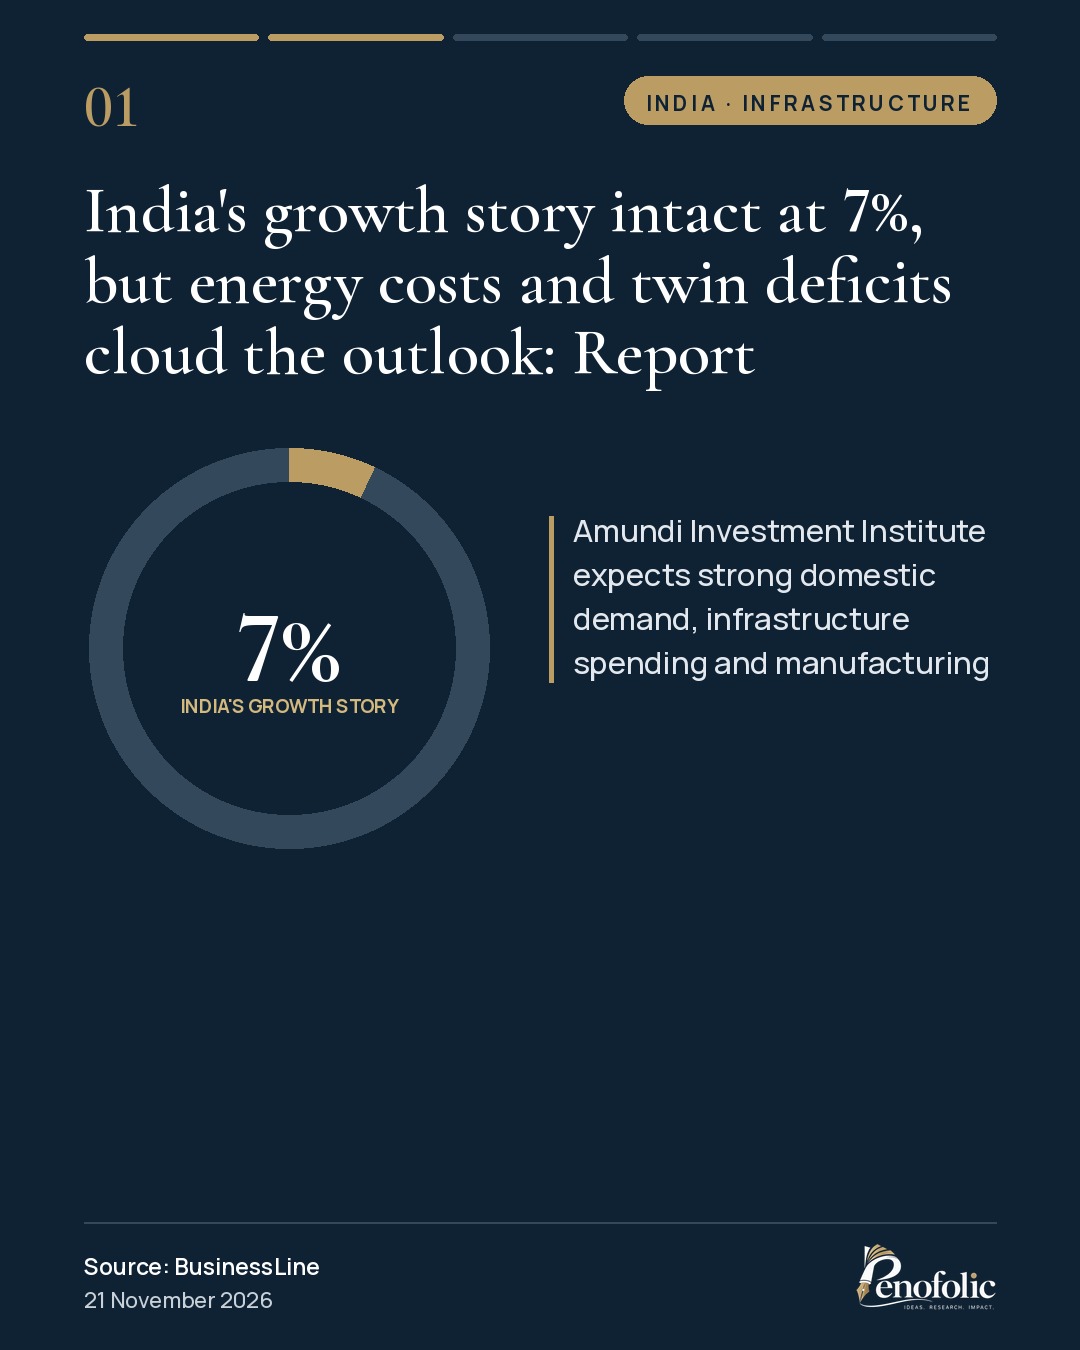 01
INDIA · INFRASTRUCTURE
India's growth story intact at 7%,
but energy costs and twin deficits
cloud the outlook: Report
7%
INDIA'S GROWTH STORY
Amundi Investment Institute
expects strong domestic
demand, infrastructure
spending and manufacturing
Source: BusinessLine
21 November 2026
Penofolic
IDEAS. RESEARCH. IMPACT.